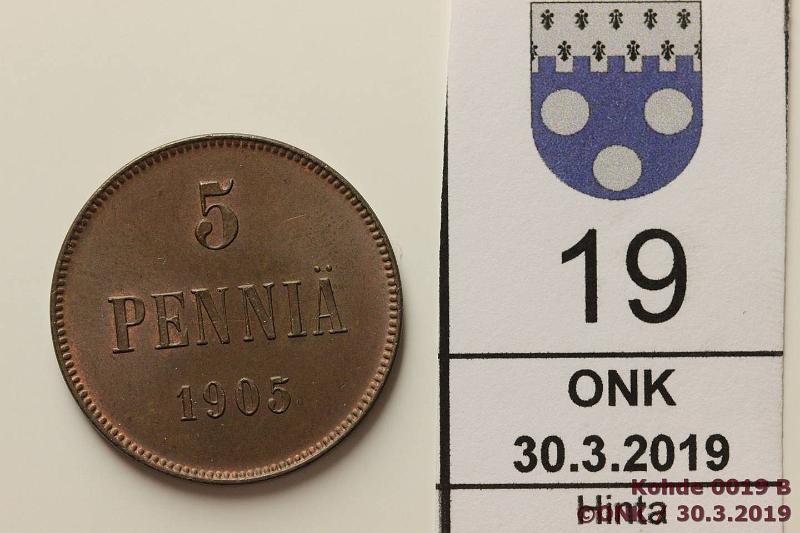 5
PENNIÄ
1905
19
ONK
30.3.2019
Hinta
Kohde 0019 B
©ONK / 30.3.2019